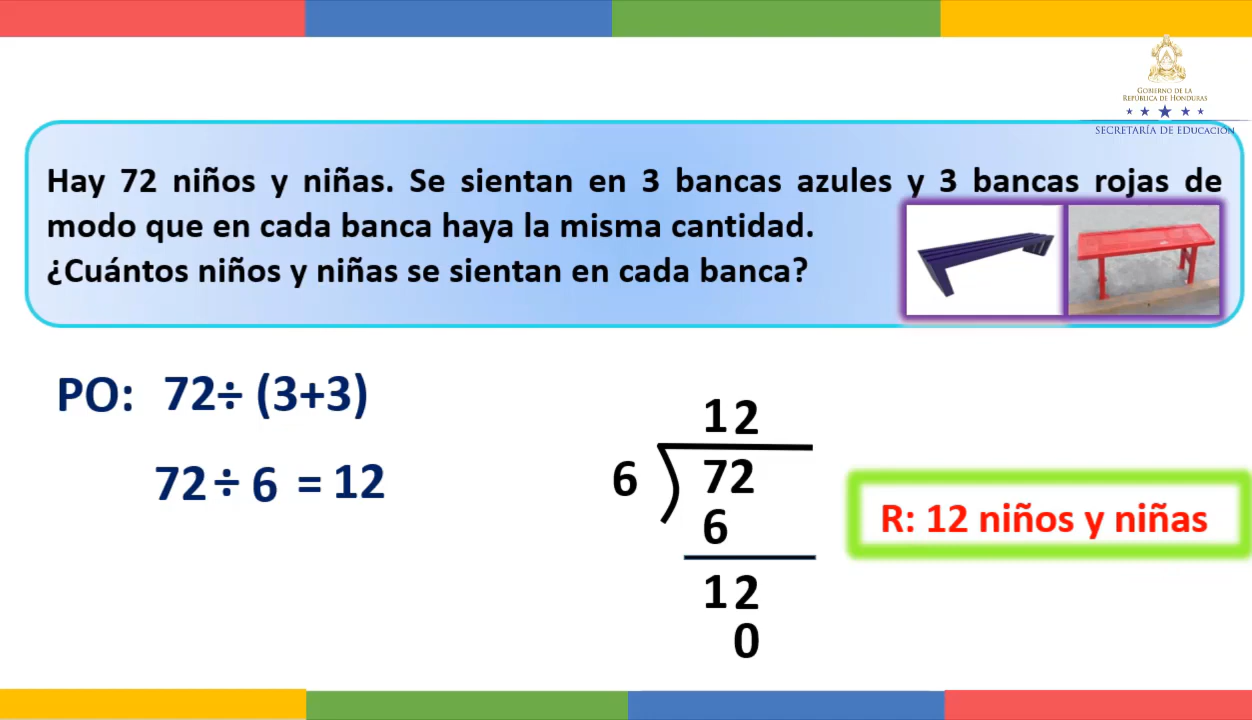 GOBIERNO DE LA
REPÚBLICA DE HONDURAS
SECRETARÍA DE EDUCACIÓN
Hay 72 niños y niñas. Se sientan en 3 bancas azules y 3 bancas rojas de
modo que en cada banca haya la misma cantidad.
¿Cuántos niños y niñas se sientan en cada banca?
PO: 72÷ (3+3)
72 ÷ 6 = 12
12
6 72
6
12
0
R: 12 niños y niñas